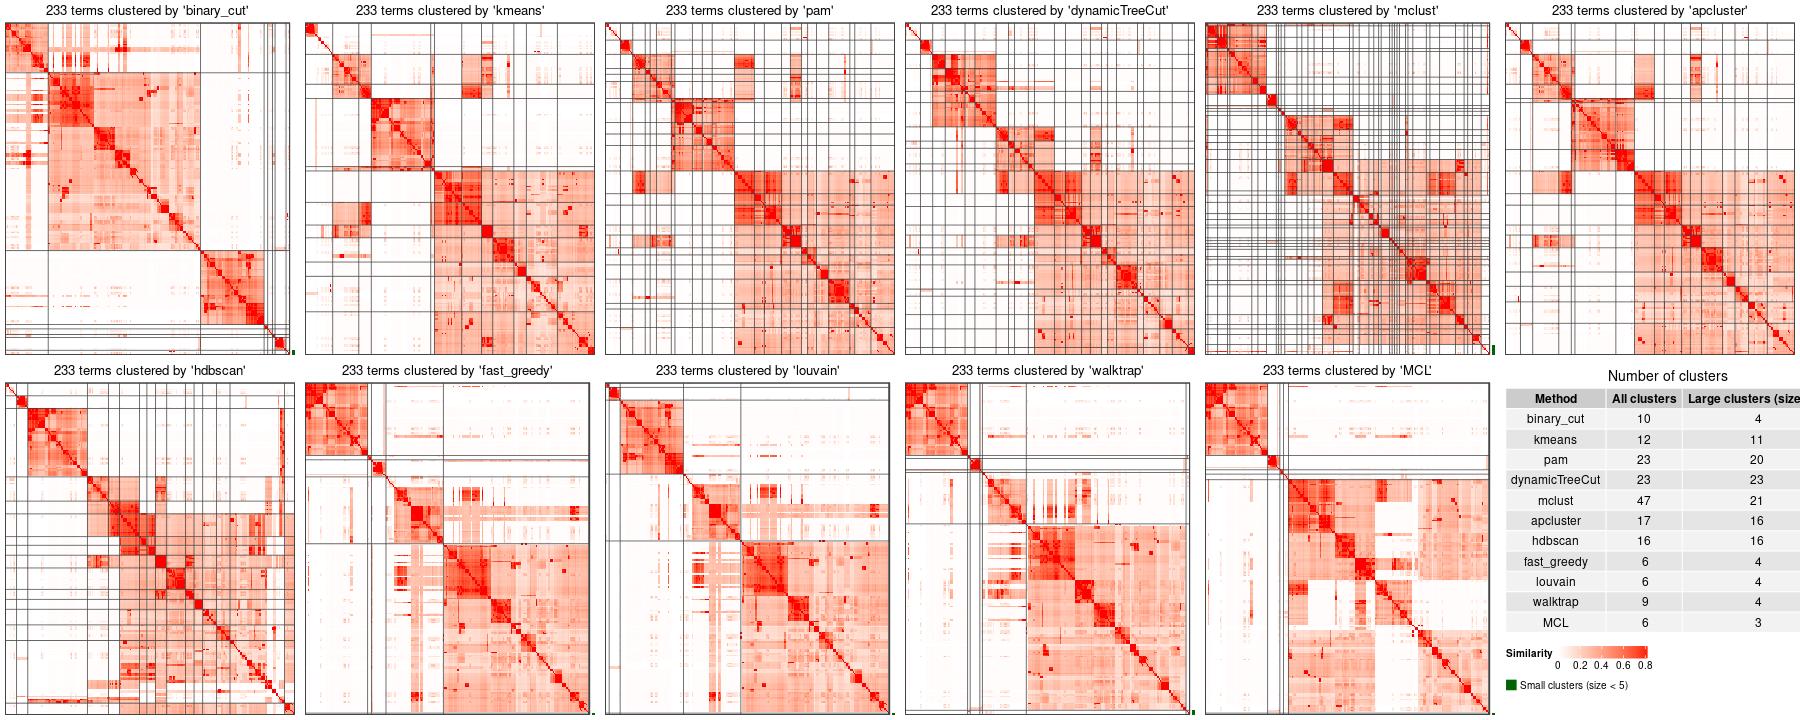 233 terms clustered by 'binary_cut'
233 terms clustered by 'kmeans'
233 terms clustered by 'pam'
233 terms clustered by 'dynamicTreeCut'
233 terms clustered by 'mclust'
233 terms clustered by 'apcluster'
233 terms clustered by 'hdbscan'
233 terms clustered by 'fast_greedy'
233 terms clustered by 'louvain'
233 terms clustered by 'walktrap'
233 terms clustered by 'MCL'
Number of clusters
Method All clusters Large clusters (size
binary_cut 10 4
kmeans 12 11
pam 23 20
dynamicTreeCut 23 23
mclust 47 21
apcluster 17 16
hdbscan 16 16
fast_greedy 6 4
louvain 6 4
walktrap 9 4
MCL 6 3
Similarity
0 0.2 0.4 0.6 0.8
Small clusters (size < 5)